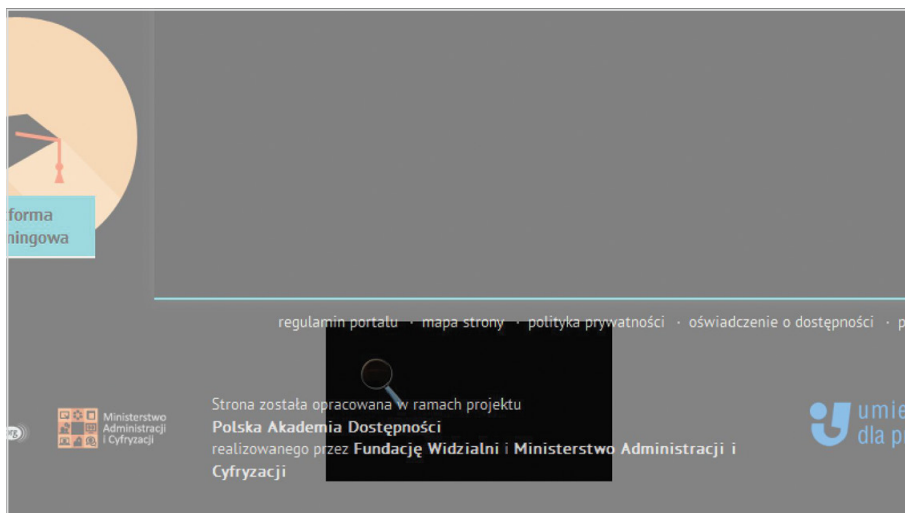 forma
ningowa
regulamin portalu · mapa strony · polityka prywatności · oświadczenie o dostępności · p
Ministerstwo
Administracji
i Cyfryzacji
Strona została opracowana w ramach projektu
Polska Akademia Dostępności
realizowanego przez Fundację Widzialni i Ministerstwo Administracji i
Cyfryzacji
umie
dla p